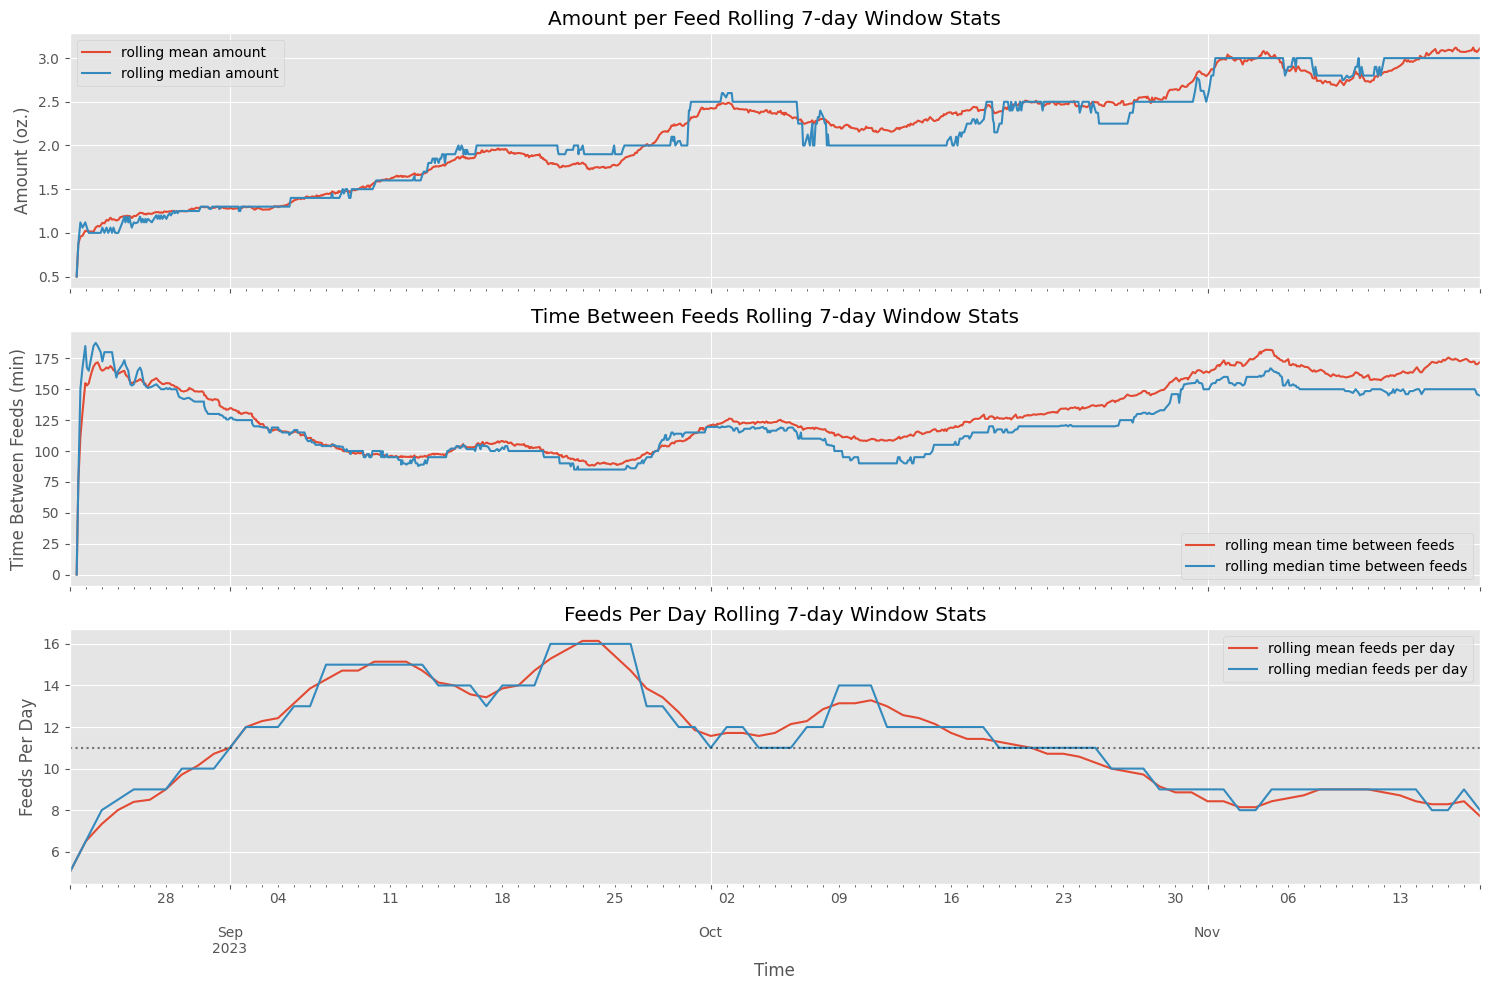 Amount per Feed Rolling 7-day Window Stats
rolling mean amount
rolling median amount
Amount (oz.)
3.0
2.5
2.0
1.5
1.0
0.5
Time Between Feeds Rolling 7-day Window Stats
Time Between Feeds (min)
175
150
125
100
75
50
25
0
rolling mean time between feeds
rolling median time between feeds
Feeds Per Day Rolling 7-day Window Stats
rolling mean feeds per day
rolling median feeds per day
Feeds Per Day
16
14
12
10
8
6
28 04 11 18 25 02 09 16 23 30 06 13
Sep Oct Nov
2023
Time